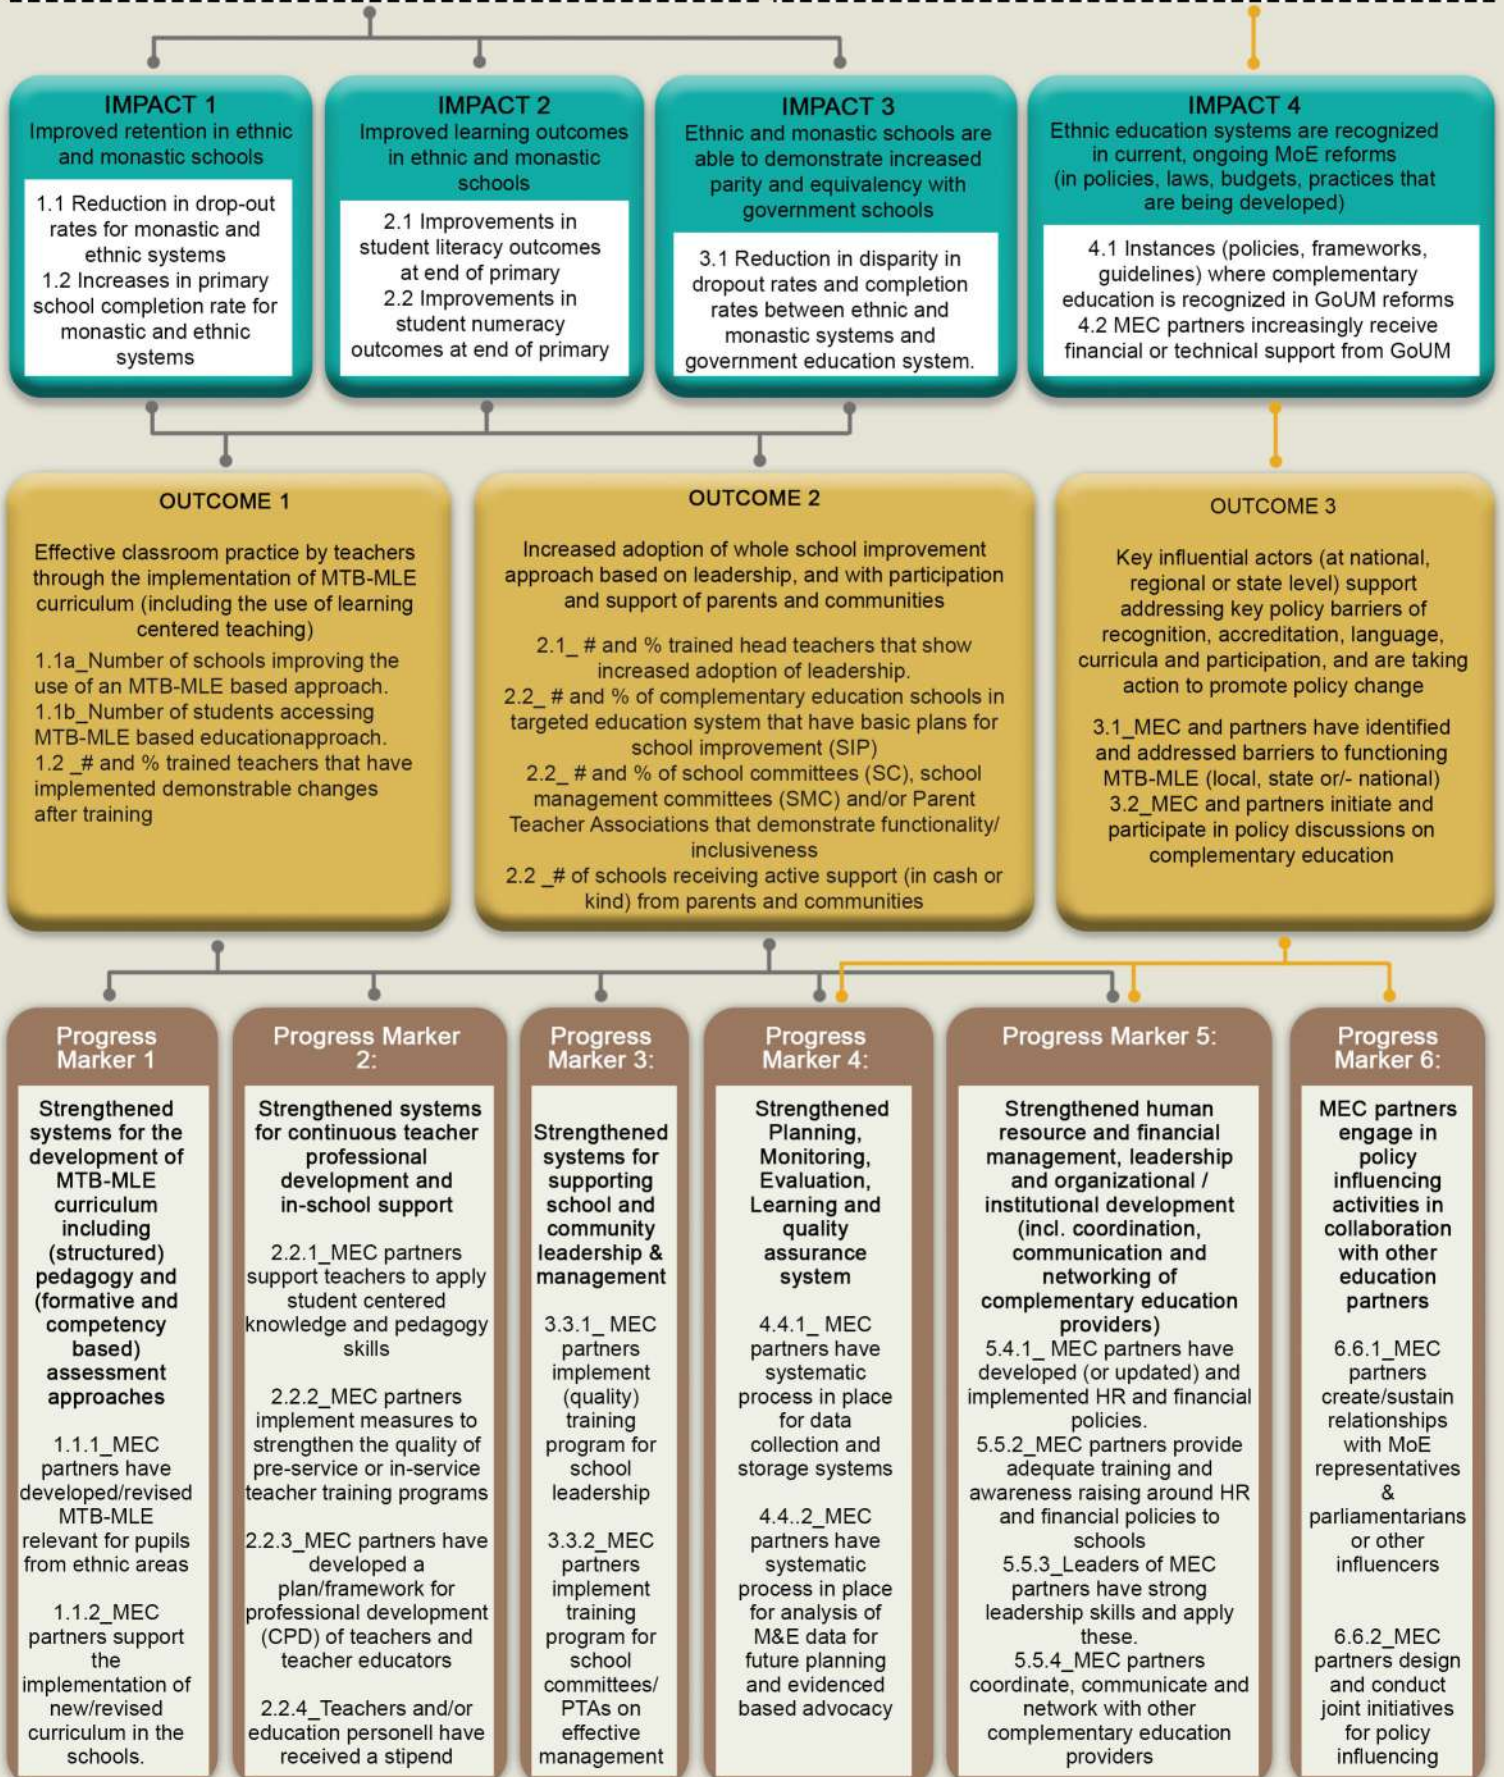 IMPACT 1
Improved retention in ethnic
and monastic schools
1.1 Reduction in drop-out
rates for monastic and
ethnic systems
1.2 Increases in primary
school completion rate for
monastic and ethnic
systems
IMPACT 2
Improved learning outcomes
in ethnic and monastic
schools
2.1 Improvements in
student literacy outcomes
at end of primary
2.2 Improvements in
student numeracy
outcomes at end of primary
IMPACT 3
Ethnic and monastic schools are
able to demonstrate increased
parity and equivalency with
government schools
3.1 Reduction in disparity in
dropout rates and completion
rates between ethnic and
monastic systems and
government education system.
IMPACT 4
Ethnic education systems are recognized
in current, ongoing MoE reforms
(in policies, laws, budgets, practices that
are being developed)
4.1 Instances (policies, frameworks,
guidelines) where complementary
education is recognized in GoUM reforms
4.2 MEC partners increasingly receive
financial or technical support from GoUM
OUTCOME 1
Effective classroom practice by teachers
through the implementation of MTB-MLE
curriculum (including the use of learning
centered teaching)
1.1a_Number of schools improving the
use of an MTB-MLE based approach.
1.1b_Number of students accessing
MTB-MLE based educationapproach.
1.2 _# and % trained teachers that have
implemented demonstrable changes
after training
OUTCOME 2
Increased adoption of whole school improvement
approach based on leadership, and with participation
and support of parents and communities
2.1_ # and % trained head teachers that show
increased adoption of leadership.
2.2_ # and % of complementary education schools in
targeted education system that have basic plans for
school improvement (SIP)
2.2_ # and % of school committees (SC), school
management committees (SMC) and/or Parent
Teacher Associations that demonstrate functionality/
inclusiveness
2.2 _# of schools receiving active support (in cash or
kind) from parents and communities
OUTCOME 3
Key influential actors (at national,
regional or state level) support
addressing key policy barriers of
recognition, accreditation, language,
curricula and participation, and are taking
action to promote policy change
3.1_MEC and partners have identified
and addressed barriers to functioning
MTB-MLE (local, state or/- national)
3.2_MEC and partners initiate and
participate in policy discussions on
complementary education
Progress
Marker 1
Strengthened
systems for the
development of
MTB-MLE
curriculum
including
(structured)
pedagogy and
(formative and
competency
based)
assessment
approaches
1.1.1_MEC
partners have
developed/revised
MTB-MLE
relevant for pupils
from ethnic areas
1.1.2_MEC
partners support
the
implementation of
new/revised
curriculum in the
schools.
Progress Marker
2:
Strengthened systems
for continuous teacher
professional
development and
in-school support
2.2.1_MEC partners
support teachers to apply
student centered
knowledge and pedagogy
skills
2.2.2_MEC partners
implement measures to
strengthen the quality of
pre-service or in-service
teacher training programs
2.2.3_MEC partners have
developed a
plan/framework for
professional development
(CPD) of teachers and
teacher educators
2.2.4_Teachers and/or
education personell have
received a stipend
Progress
Marker 3:
Strengthened
systems for
supporting
school and
community
leadership &
management
3.3.1_ MEC
partners
implement
(quality)
training
program for
school
leadership
3.3.2_MEC
partners
implement
training
program for
school
committees/
PTAs on
effective
management
Progress
Marker 4:
Strengthened
Planning,
Monitoring,
Evaluation,
Learning and
quality
assurance
system
4.4.1_ MEC
partners have
systematic
process in place
for data
collection and
storage systems
4.4..2_MEC
partners have
systematic
process in place
for analysis of
M&E data for
future planning
and evidenced
based advocacy
Progress Marker 5:
Strengthened human
resource and financial
management, leadership
and organizational /
institutional development
(incl. coordination,
communication and
networking of
complementary education
providers)
5.4.1_ MEC partners have
developed (or updated) and
implemented HR and financial
policies.
5.5.2_MEC partners provide
adequate training and
awareness raising around HR
and financial policies to
schools
5.5.3_Leaders of MEC
partners have strong
leadership skills and apply
these.
5.5.4_MEC partners
coordinate, communicate and
network with other
complementary education
providers
Progress
Marker 6:
MEC partners
engage in
policy
influencing
activities in
collaboration
with other
education
partners
6.6.1_MEC
partners
create/sustain
relationships
with MoE
representatives
&
parliamentarians
or other
influencers
6.6.2_MEC
partners design
and conduct
joint initiatives
for policy
influencing